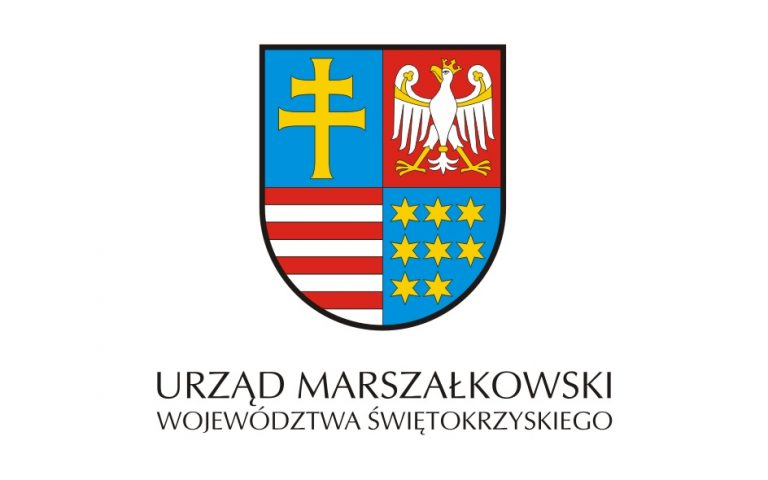 URZĄD MARSZAŁKOWSKI
WOJEWÓDZTWA ŚWIĘTOKRZYSKIEGO